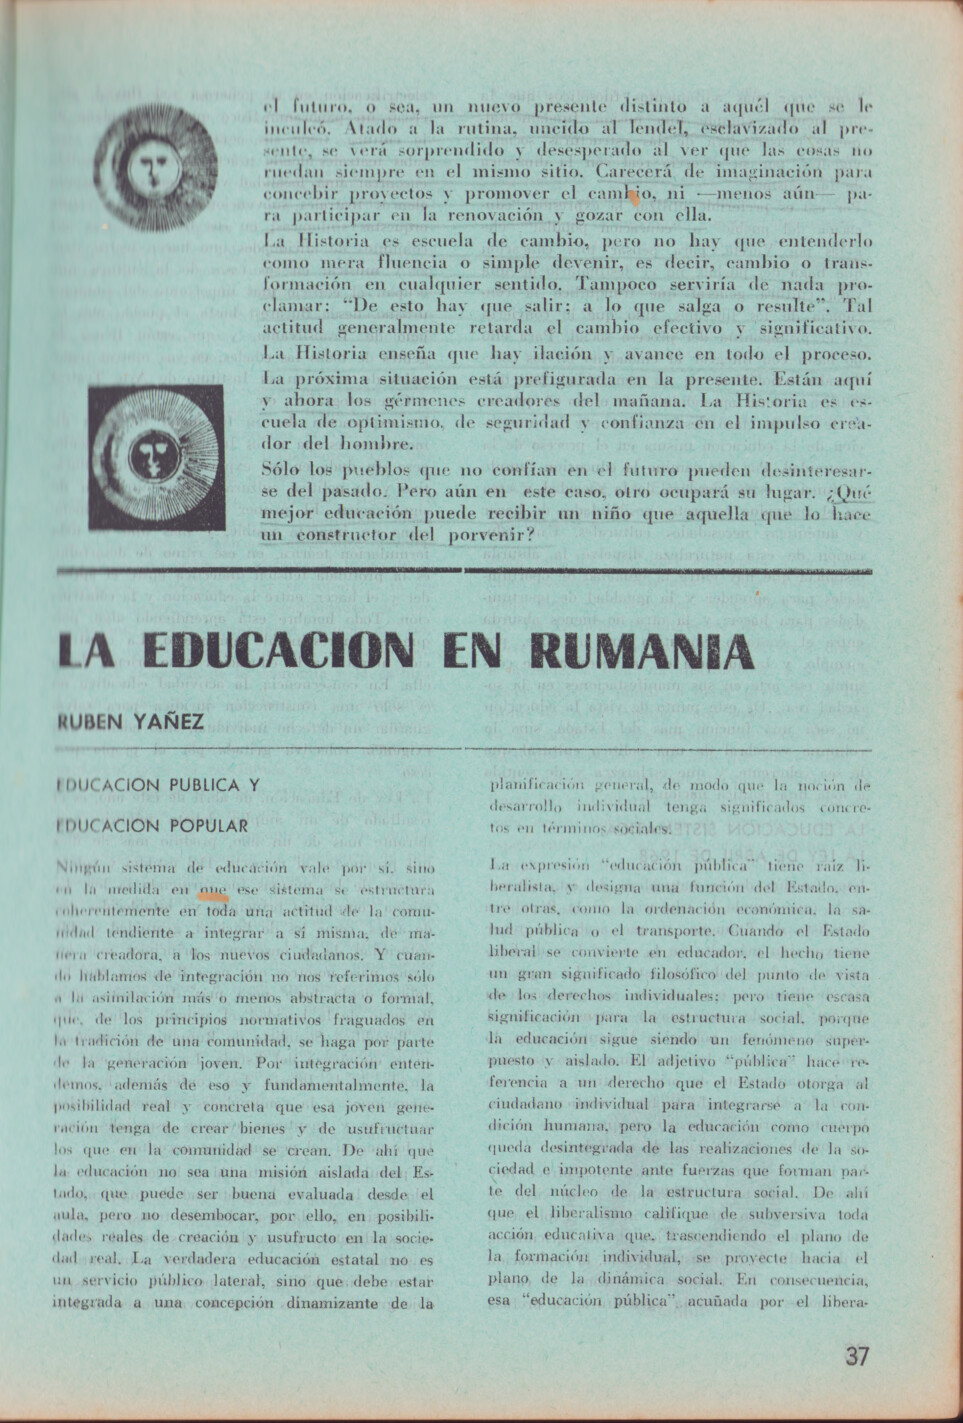 el futuro, o sea, un nuevo presente distinto a aquél que se le
inculcó. Atado a la rutina, uncido al lendel, esclavizado al pre-
sente, se verá sorprendido y desesperado al ver que las cosas no
ruedan siempre en el mismo sitio. Carecerá de imaginación para
concebir proyectos y promover el cambio, ni —menos aún— pa-
ra participar en la renovación y gozar con ella.
La Historia es escuela de cambio, pero no hay que entenderlo
como mera fluencia o simple devenir, es decir, cambio o trans-
formación en cualquier sentido. Tampoco serviría de nada pro-
clamar: “De esto hay que salir; a lo que salga o resulte”. Tal
actitud generalmente retarda el cambio efectivo y significativo.
La Historia enseña que hay ilación y avance en todo el proceso.
La próxima situación está prefigurada en la presente. Están aquí
y ahora los gérmenes creadores del mañana. La Historia es es-
cuela de optimismo, de seguridad y confianza en el impulso crea-
dor del hombre.
Sólo los pueblos que no confían en el futuro pueden desinteresar-
se del pasado. Pero aún en este caso, otro ocupará su lugar. ¿Qué
mejor educación puede recibir un niño que aquella que lo hace
un constructor del porvenir?
LA EDUCACION EN RUMANIA
RUBEN YAÑEZ
EDUCACION PUBLICA Y
EDUCACION POPULAR
Ningún sistema de educación vale por sí, sino
en la medida en que ese sistema se estructura
coherentemente en toda una actitud de la comu-
nidad tendiente a integrar a sí misma, de ma-
nera creadora, a los nuevos ciudadanos. Y cuan-
do hablamos de integración no nos referimos sólo
a la asimilación más o menos abstracta o formal,
que, de los principios normativos fraguados en
la tradición de una comunidad, se haga por parte
de la generación joven. Por integración enten-
demos, además de eso y fundamentalmente, la
posibilidad real y concreta que esa joven gene-
ración tenga de crear bienes y de usufructuar
los que en la comunidad se crean. De ahí que
la educación no sea una misión aislada del Es-
tado, que puede ser buena evaluada desde el
aula, pero no desembocar, por ello, en posibili-
dades reales de creación y usufructo en la socie-
dad real. La verdadera educación estatal no es
un servicio público lateral, sino que debe estar
integrada a una concepción dinamizante de la
planificación general, de modo que la noción de
desarrollo individual tenga significados concre-
tos en términos sociales.
La expresión “educación pública” tiene raíz li-
beralista, y designa una función del Estado, en-
tre otras, como la ordenación económica, la sa-
lud pública o el transporte. Cuando el Estado
liberal se convierte en educador, el hecho tiene
un gran significado filosófico del punto de vista
de los derechos individuales; pero tiene escasa
significación para la estructura social, porque
la educación sigue siendo un fenómeno super-
puesto y aislado. El adjetivo “pública” hace re-
ferencia a un derecho que el Estado otorga al
ciudadano individual para integrarse a la con-
dición humana, pero la educación como cuerpo
queda desintegrada de las realizaciones de la so-
ciedad e impotente ante fuerzas que forman par-
te del núcleo de la estructura social. De ahí
que el liberalismo califique de subversiva toda
acción educativa que, trascendiendo el plano de
la formación individual, se proyecte hacia el
plano de la dinámica social. En consecuencia,
esa “educación pública” acuñada por el libera-
37